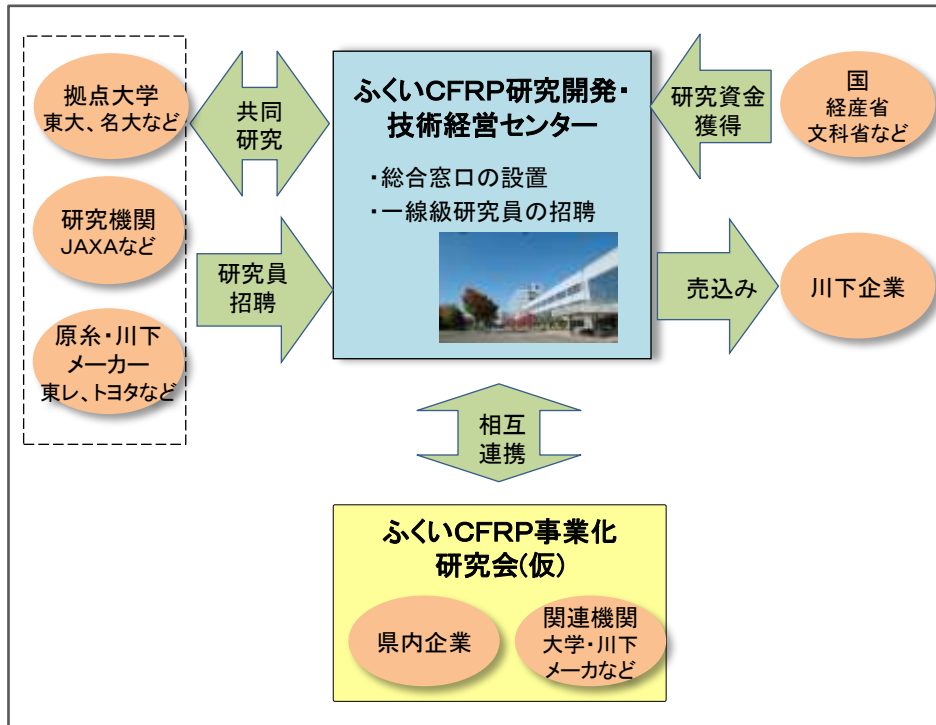 拠点大学
東大、名大など
共同
研究
ふくいCFRP研究開発・
技術経営センター
・総合窓口の設置
・一線級研究員の招聘
研究資金
獲得
国
経産省
文科省など
研究機関
JAXAなど
研究員
招聘
売込み
川下企業
原糸・川下
メーカー
東レ、トヨタなど
相互
連携
ふくいCFRP事業化
研究会(仮)
県内企業
関連機関
大学・川下
メーカなど